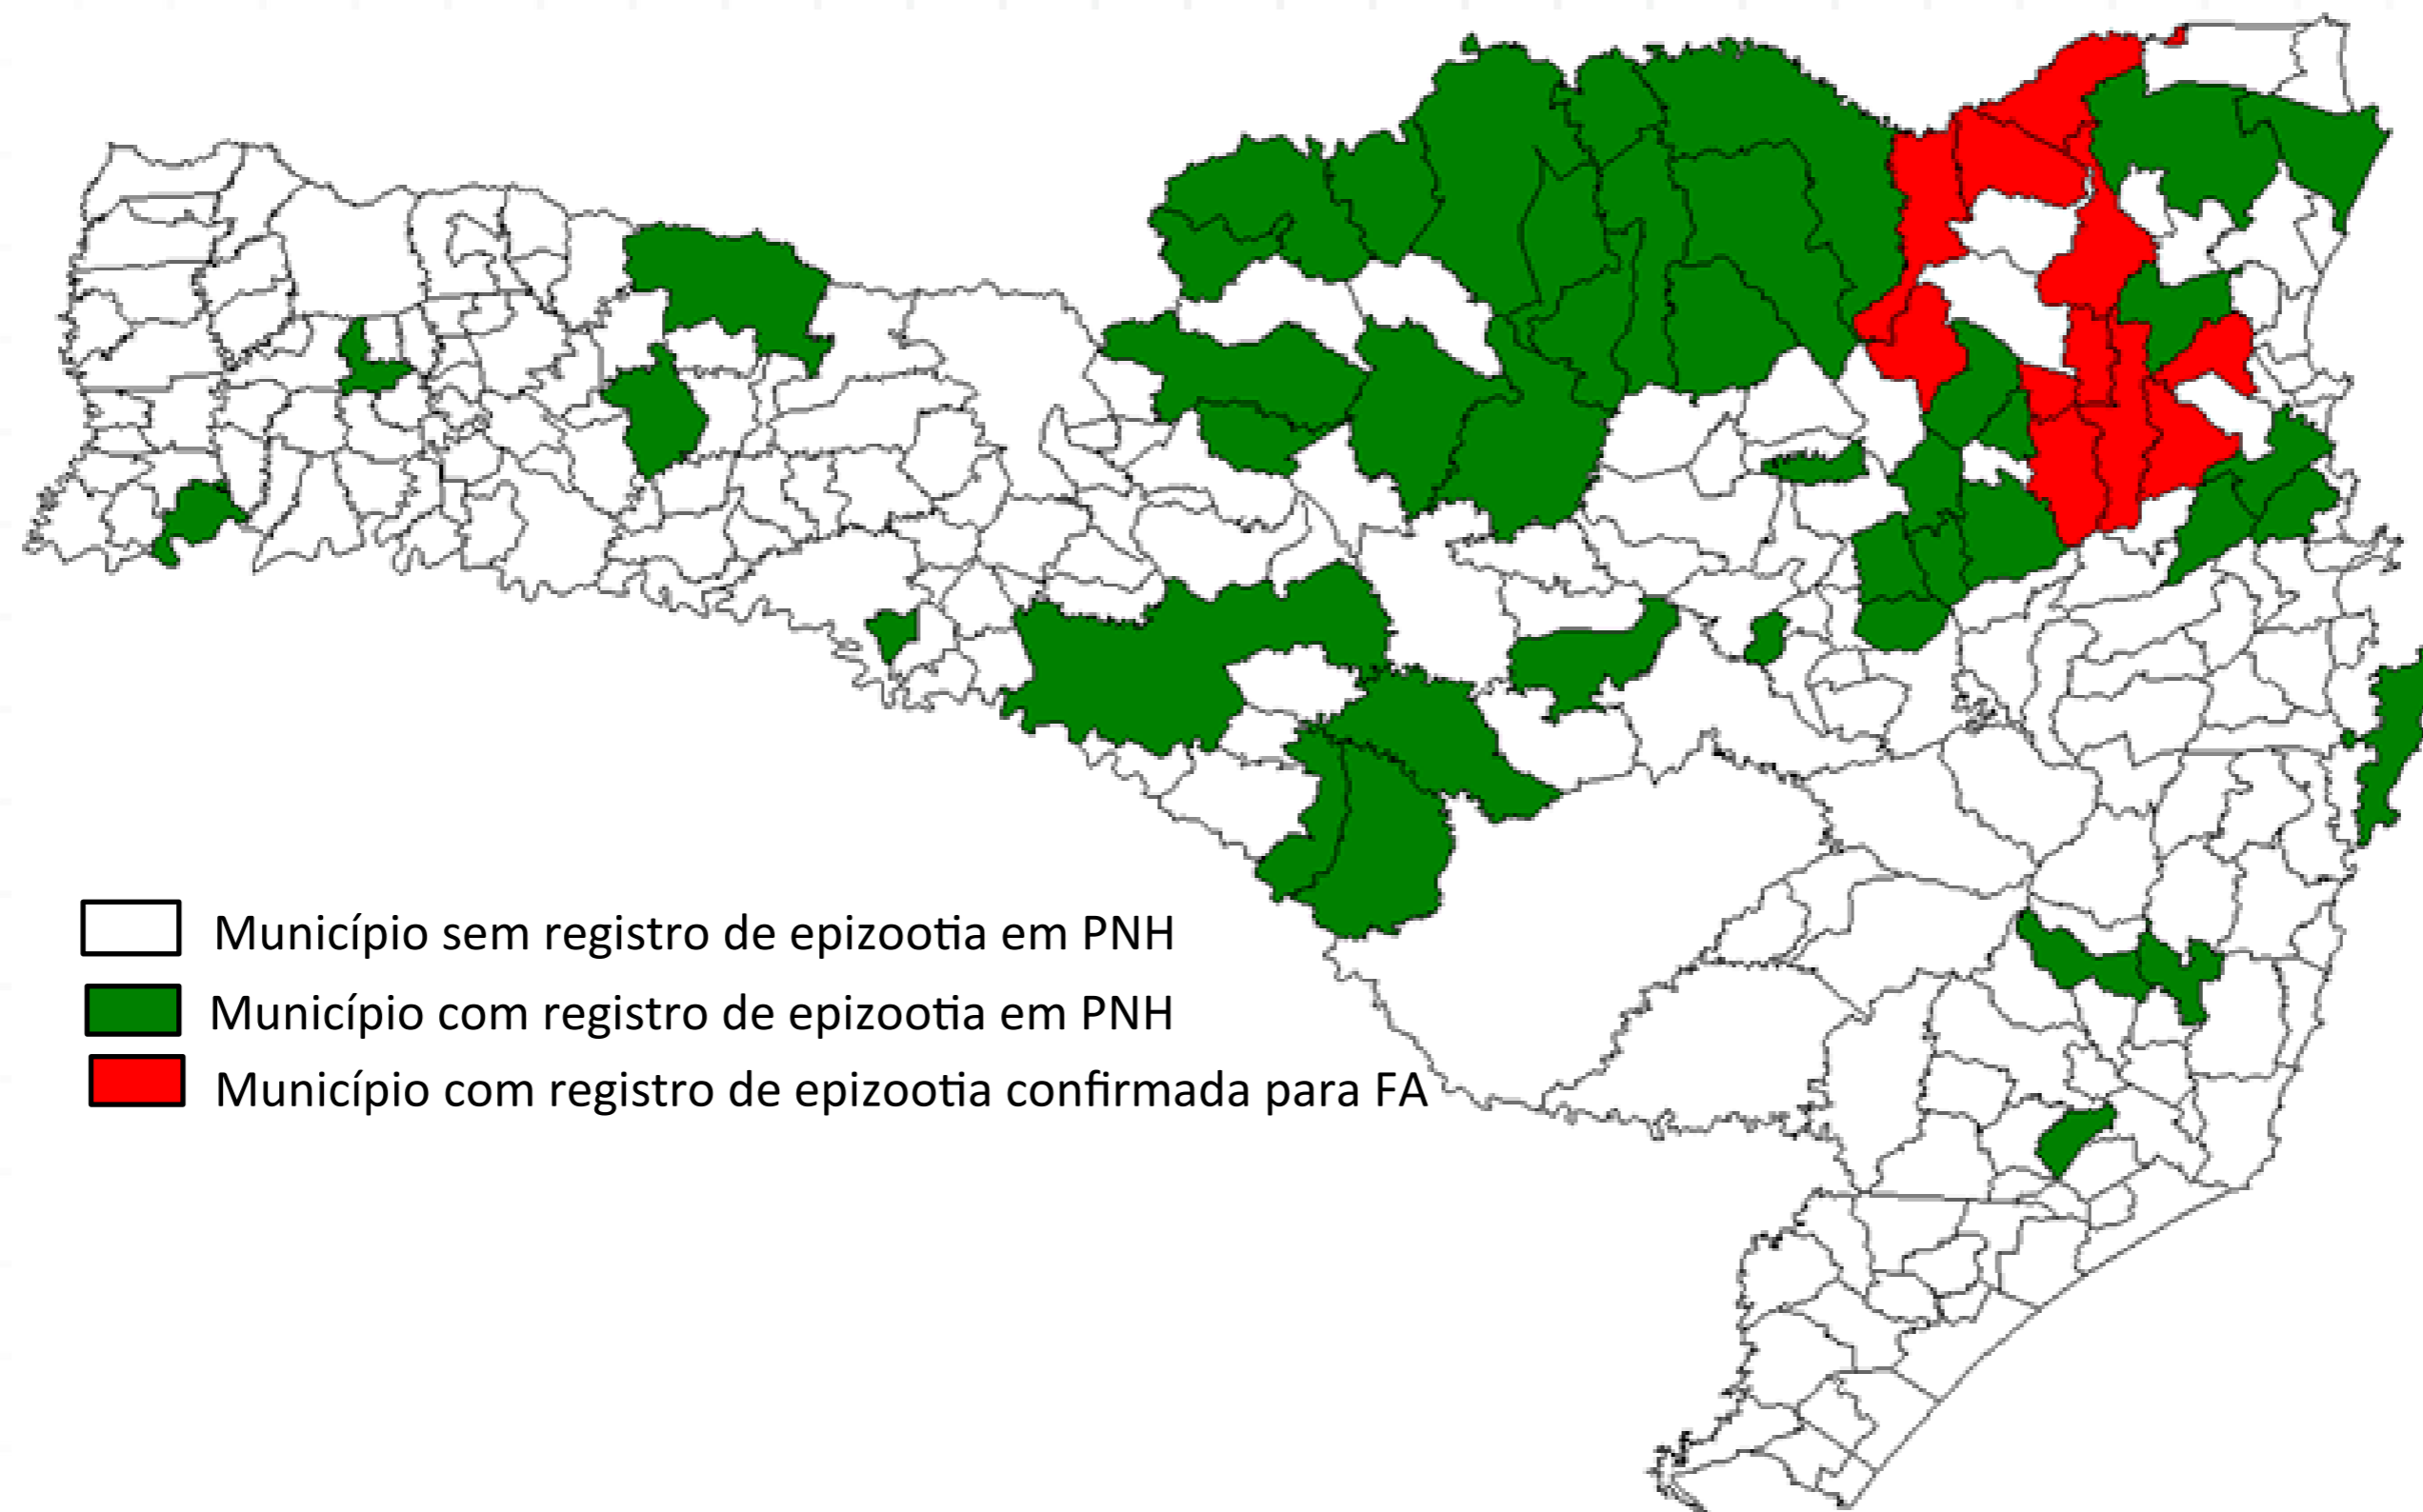 Município sem registro de epizootia em PNH
Município com registro de epizootia em PNH
Município com registro de epizootia confirmada para FA